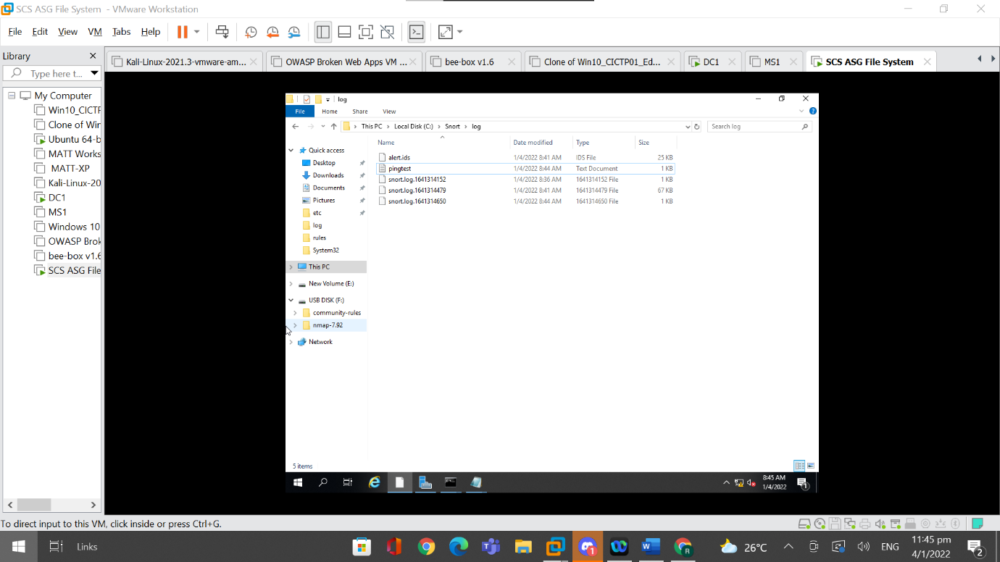 SCS ASG File System - VMware Workstation
File Edit View VM Tabs Help
Library
Type here t...
My Computer
Win10_CICTF
Clone of Wir
Ubuntu 64-b
MATT Works
MATT-XP
Kali-Linux-20
DC1
MS1
Windows 10
OWASP Brok
bee-box v1.6
SCS ASG File
Kali-Linux-2021.3-vmware-am...
OWASP Broken Web Apps VM ...
bee-box v1.6
Clone of Win10_CICTP01_Ed...
DC1
MS1
SCS ASG File System
log
File Home Share View
This PC > Local Disk (C:) > Snort > log
Search log
Quick access
Desktop
Downloads
Documents
Pictures
etc
log
rules
System32
This PC
New Volume (E:)
USB DISK (F:)
community-rules
nmap-7.92
Network
Name Date modified Type Size
alert.ids 1/4/2022 8:41 AM IDS File 25 KB
pingtest 1/4/2022 8:44 AM Text Document 1 KB
snort.log.1641314152 1/4/2022 8:36 AM 1641314152 File 1 KB
snort.log.1641314479 1/4/2022 8:41 AM 1641314479 File 67 KB
snort.log.1641314650 1/4/2022 8:44 AM 1641314650 File 1 KB
5 items
8:45 AM
1/4/2022
1
To direct input to this VM, click inside or press Ctrl+G.
Links
1
W
R
26°C
ENG
11:45 pm
4/1/2022
2